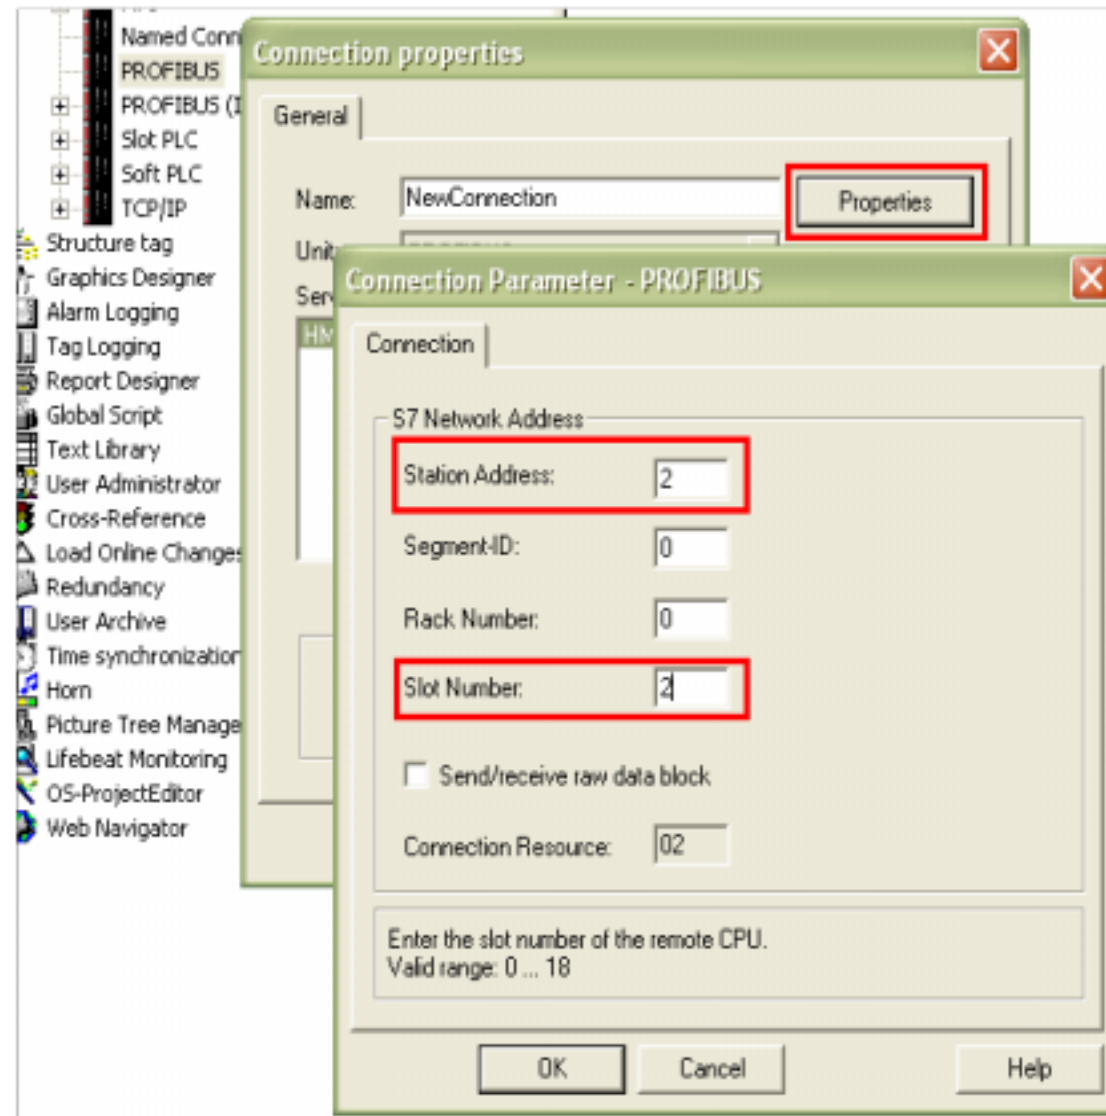 Named Conn
PROFIBUS
PROFIBUS (I
Slot PLC
Soft PLC
TCP/IP
Structure tag
Graphics Designer
Alarm Logging
Tag Logging
Report Designer
Global Script
Text Library
User Administrator
Cross-Reference
Load Online Changes
Redundancy
User Archive
Time synchronization
Horn
Picture Tree Manage
Lifebeat Monitoring
OS-ProjectEditor
Web Navigator
Connection properties
General
Name: NewConnection Properties
Unit:
Serv
HM
Connection Parameter - PROFIBUS
Connection
S7 Network Address
Station Address: 2
Segment-ID: 0
Rack Number: 0
Slot Number: 2
Send/receive raw data block
Connection Resource: 02
Enter the slot number of the remote CPU.
Valid range: 0 ... 18
OK Cancel Help